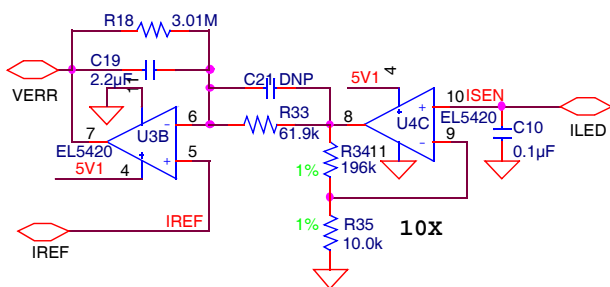 R18 3.01M
C19
2.2µF
VERR
11
C21 DNP
5V1
4
10 ISEN
EL5420
ILED
7
EL5420
U3B
6
5
R33
61.9k
8
U4C
9
C10
0.1µF
5V1
4
1%
R34
11
196k
IREF
1%
R35
10.0k
10X
IREF